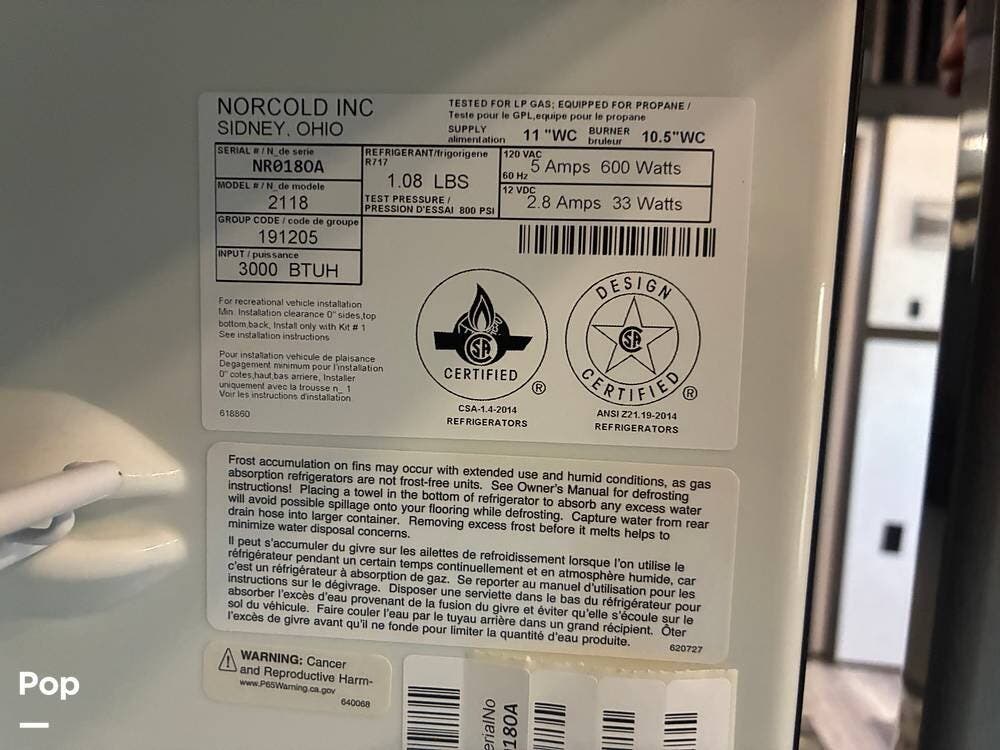 NORCOLD INC
SIDNEY, OHIO
TESTED FOR LP GAS; EQUIPPED FOR PROPANE /
Teste pour le GPL,equipe pour le propane
SUPPLY alimentation 11 "WC BURNER bruleur 10.5"WC
SERIAL # / N_de serie
NR0180A
MODEL # / N_de modele
2118
GROUP CODE / code de groupe
191205
INPUT / puissance
3000 BTUH
REFRIGERANT/frigorigene
R717
1.08 LBS
TEST PRESSURE /
PRESSION D'ESSAI 800 PSI
120 VAC
60 Hz 5 Amps 600 Watts
12 VDC
2.8 Amps 33 Watts
For recreational vehicle installation
Min. Installation clearance 0" sides,top
bottom,back, Install only with Kit # 1
See installation instructions
Pour installation vehicule de plaisance
Degagement minimum pour l'installation
0" cotes,haut,bas arriere, Installer
uniquement avec la trousse n_ 1
Voir les instructions d'installation
618860
CERTIFIED
®
CSA-1.4-2014
REFRIGERATORS
DESIGN
CERTIFIED
®
ANSI Z21.19-2014
REFRIGERATORS
Frost accumulation on fins may occur with extended use and humid conditions, as gas
absorption refrigerators are not frost-free units. See Owner's Manual for defrosting
instructions! Placing a towel in the bottom of refrigerator to absorb any excess water
will avoid possible spillage onto your flooring while defrosting. Capture water from rear
drain hose into larger container. Removing excess frost before it melts helps to
minimize water disposal concerns.
Il peut s'accumuler du givre sur les ailettes de refroidissement lorsque l'on utilise le
réfrigérateur pendant un certain temps continuellement et en atmosphère humide, car
c'est un réfrigérateur à absorption de gaz. Se reporter au manuel d'utilisation pour les
instructions sur le dégivrage. Disposer une serviette dans le bas du réfrigérateur pour
absorber l'excès d'eau provenant de la fusion du givre et éviter qu'elle s'écoule sur le
sol du véhicule. Faire couler l'eau par le tuyau arrière dans un grand récipient. Ôter
l'excès de givre avant qu'il ne fonde pour limiter la quantité d'eau produite.
620727
WARNING: Cancer
and Reproductive Harm-
www.P65Warning.ca.gov
640068
erialNo
180A
Pop